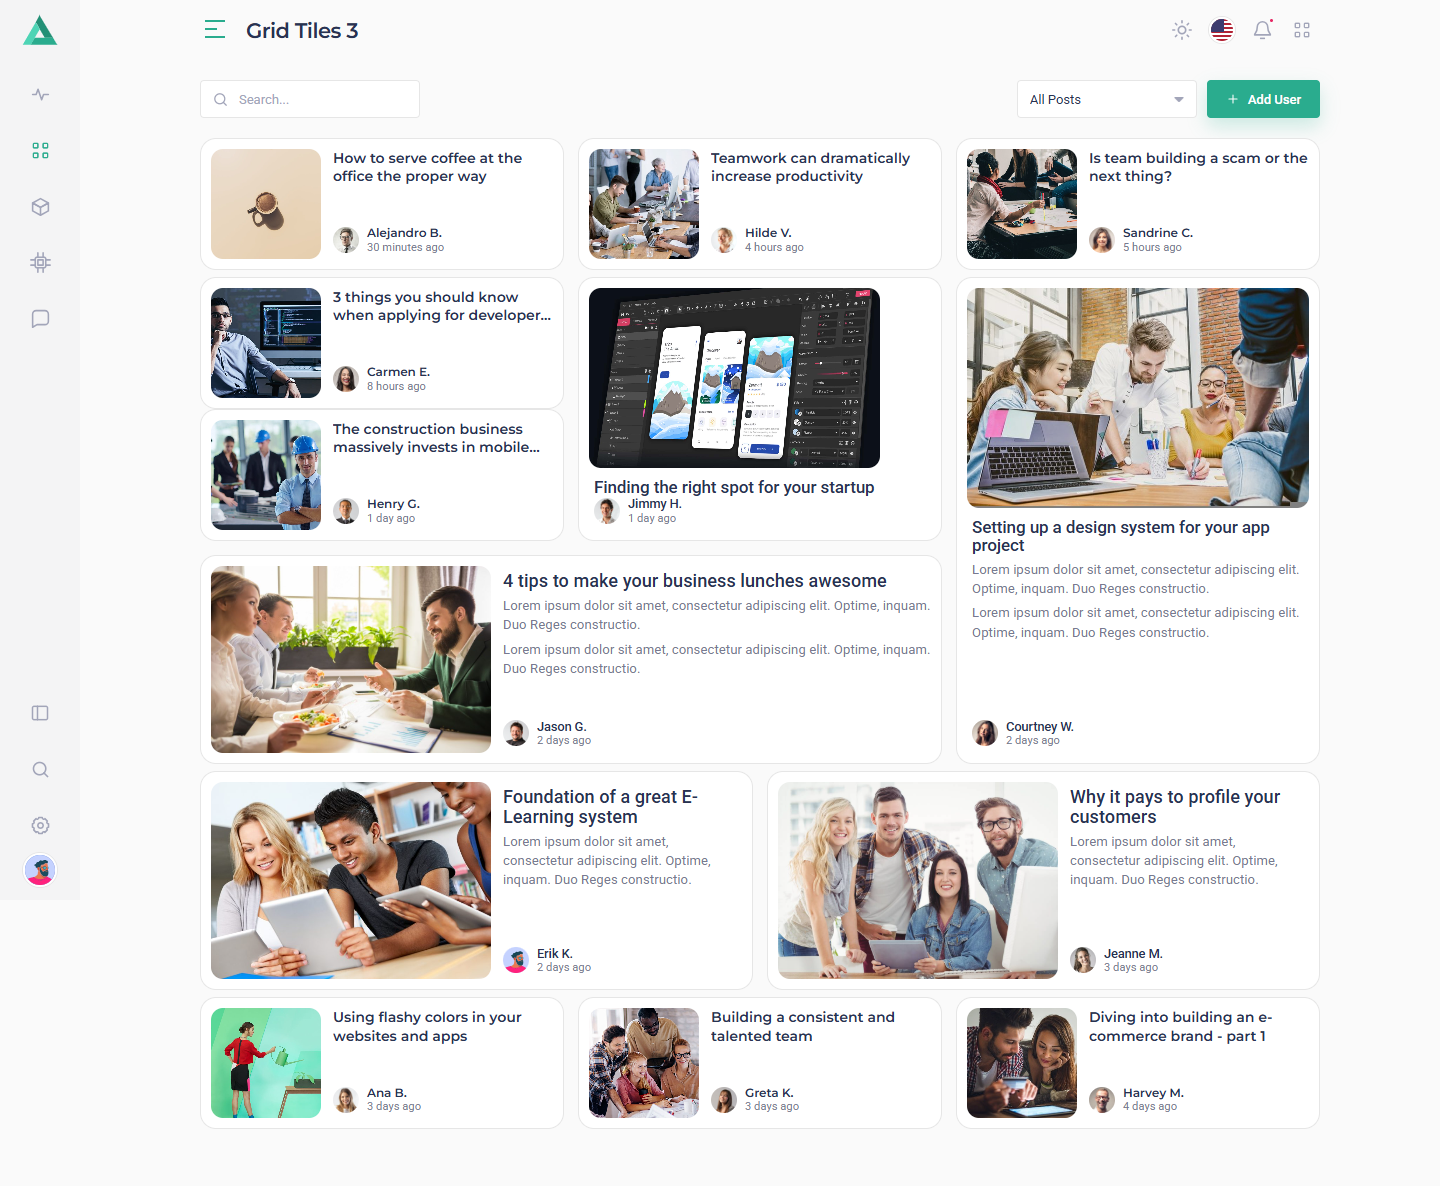 Grid Tiles 3
Search...
All Posts
Add User
How to serve coffee at the
office the proper way
Alejandro B.
30 minutes ago
Teamwork can dramatically
increase productivity
Hilde V.
4 hours ago
Is team building a scam or the
next thing?
Sandrine C.
5 hours ago
3 things you should know
when applying for developer...
Carmen E.
8 hours ago
The construction business
massively invests in mobile...
Henry G.
1 day ago
Finding the right spot for your startup
Jimmy H.
1 day ago
Setting up a design system for your app
project
Lorem ipsum dolor sit amet, consectetur adipiscing elit.
Optime, inquam. Duo Reges constructio.
Lorem ipsum dolor sit amet, consectetur adipiscing elit.
Optime, inquam. Duo Reges constructio.
Courtney W.
2 days ago
4 tips to make your business lunches awesome
Lorem ipsum dolor sit amet, consectetur adipiscing elit. Optime, inquam.
Duo Reges constructio.
Lorem ipsum dolor sit amet, consectetur adipiscing elit. Optime, inquam.
Duo Reges constructio.
Jason G.
2 days ago
Foundation of a great E-
Learning system
Lorem ipsum dolor sit amet,
consectetur adipiscing elit. Optime,
inquam. Duo Reges constructio.
Erik K.
2 days ago
Why it pays to profile your
customers
Lorem ipsum dolor sit amet,
consectetur adipiscing elit. Optime,
inquam. Duo Reges constructio.
Jeanne M.
3 days ago
Using flashy colors in your
websites and apps
Ana B.
3 days ago
Building a consistent and
talented team
Greta K.
3 days ago
Diving into building an e-
commerce brand - part 1
Harvey M.
4 days ago